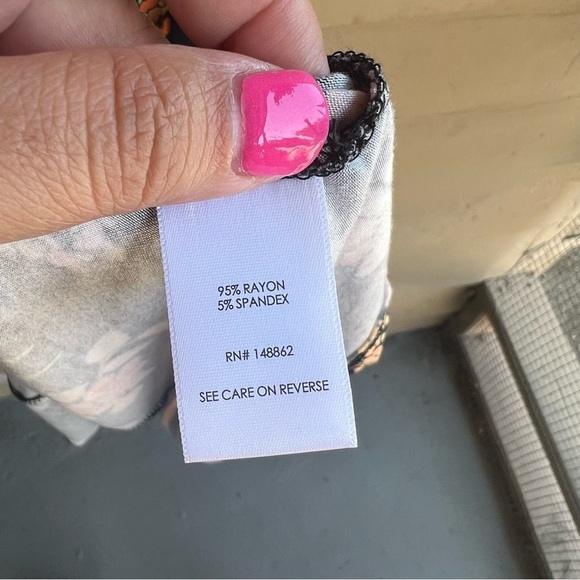 95% RAYON
5% SPANDEX
RN# 148862
SEE CARE ON REVERSE